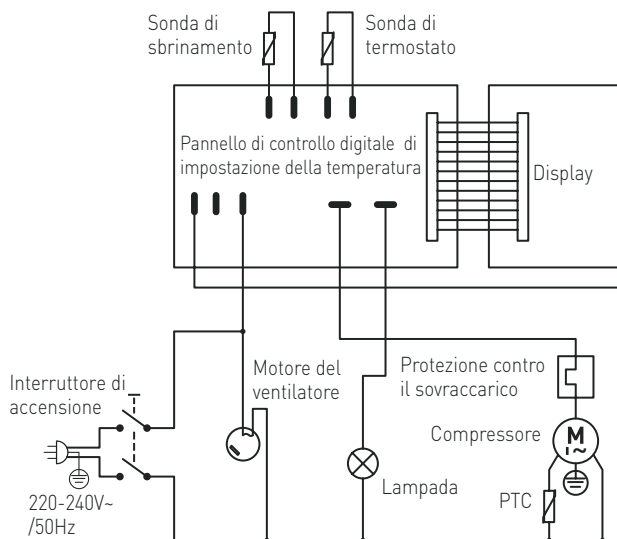 Sonda di
sbrinamento
Sonda di
termostato
Pannello di controllo digitale di
impostazione della temperatura
Display
Interruttore di
accensione
Motore del
ventilatore
Protezione contro
il sovraccarico
Compressore
M
~
Lampada
PTC
220-240V~
/50Hz